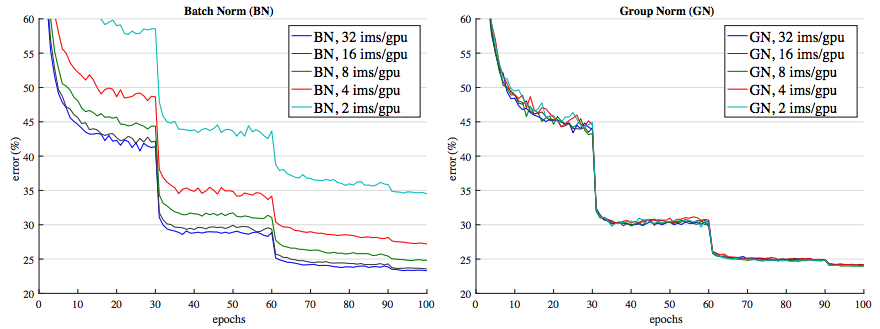 Batch Norm (BN)
60
55
50
45
40
35
30
25
20
0
10
20
30
40
50
60
70
80
90
100
error (%)
epochs
BN, 32 ims/gpu
BN, 16 ims/gpu
BN, 8 ims/gpu
BN, 4 ims/gpu
BN, 2 ims/gpu
Group Norm (GN)
60
55
50
45
40
35
30
25
20
0
10
20
30
40
50
60
70
80
90
100
error (%)
epochs
GN, 32 ims/gpu
GN, 16 ims/gpu
GN, 8 ims/gpu
GN, 4 ims/gpu
GN, 2 ims/gpu